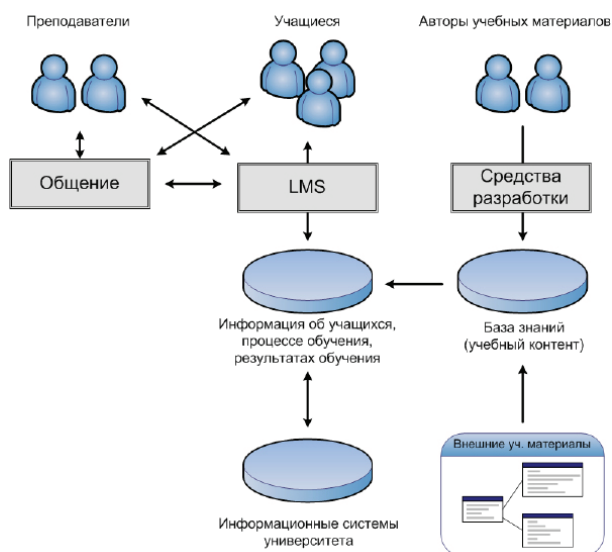 Преподаватели
Учащиеся
Авторы учебных материалов
Общение
LMS
Средства
разработки
Информация об учащихся,
процессе обучения,
результатах обучения
База знаний
(учебный контент)
Внешние уч. материалы
Информационные системы
университета